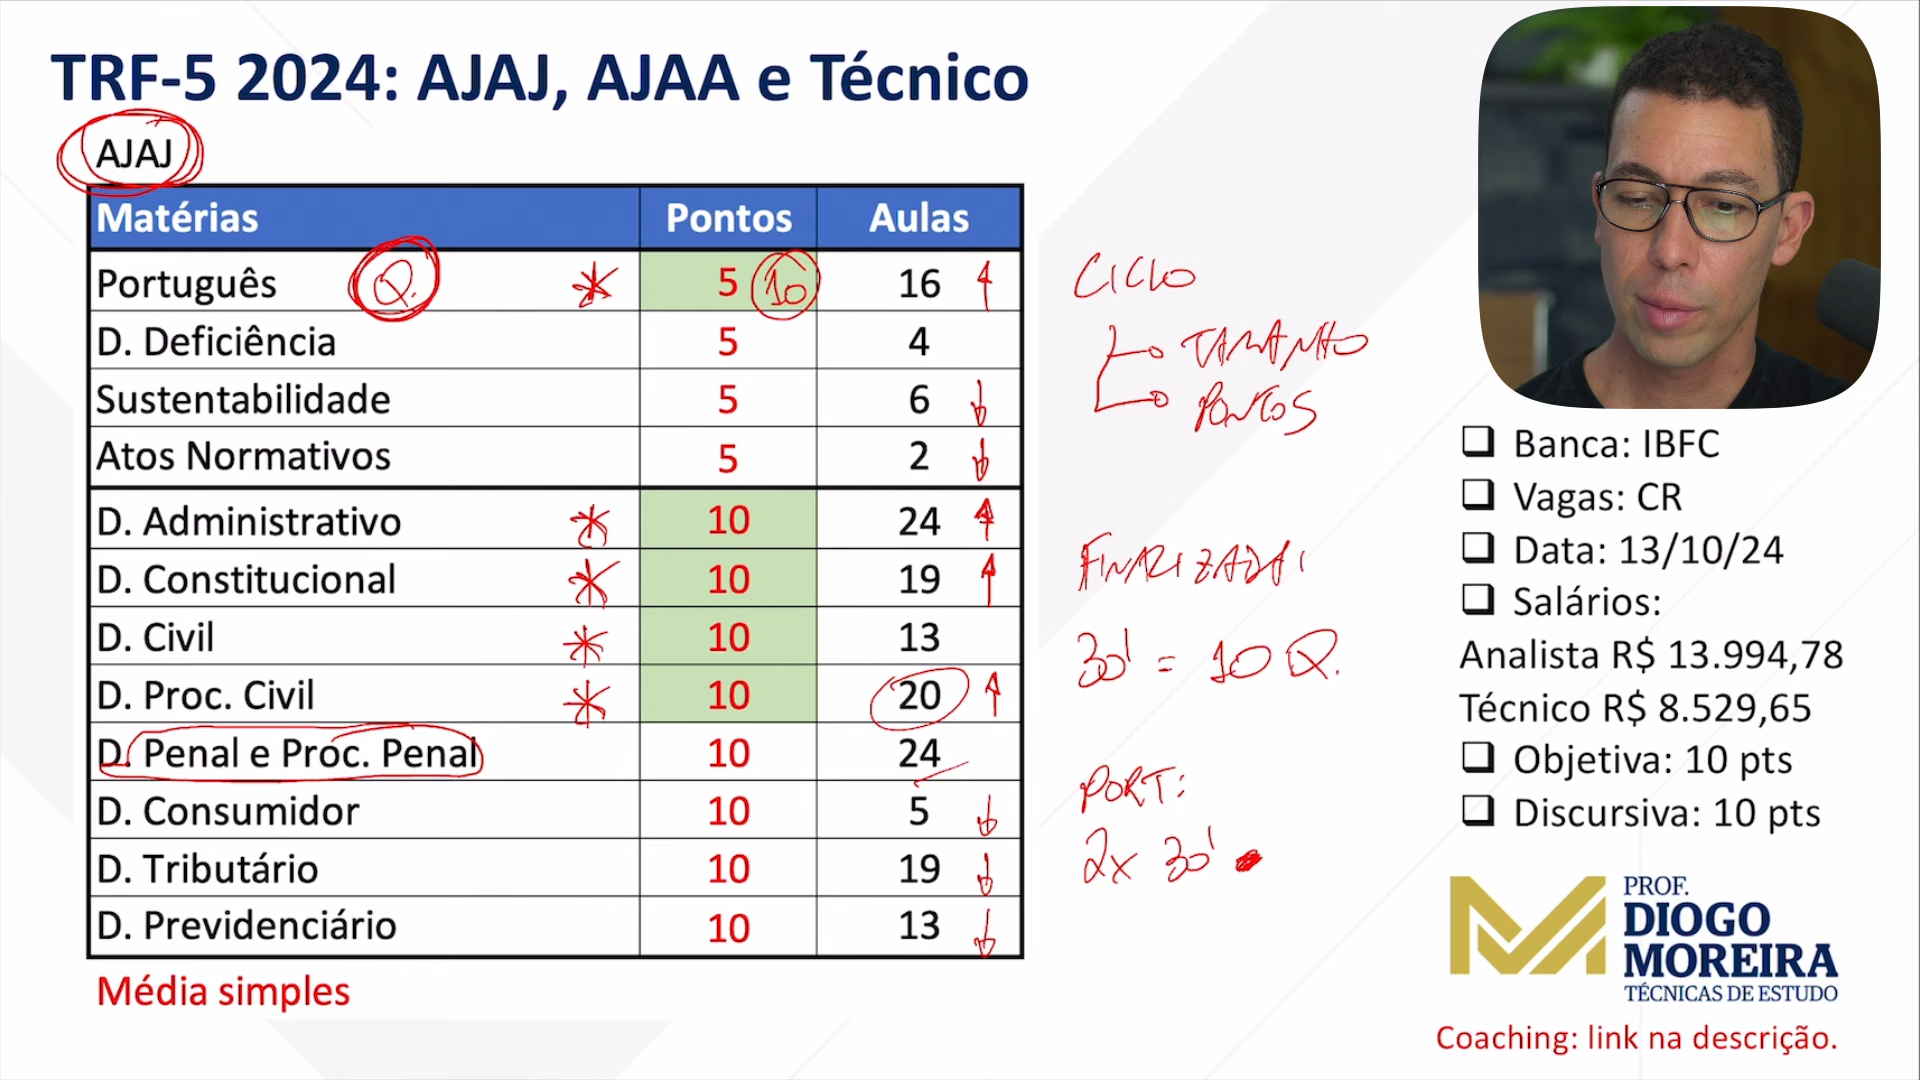 TRF-5 2024: AJAJ, AJAA e Técnico
AJAJ
Matérias Pontos Aulas
Português Q. 5 10 16
D. Deficiência 5 4
Sustentabilidade 5 6
Atos Normativos 5 2
D. Administrativo 10 24
D. Constitucional 10 19
D. Civil 10 13
D. Proc. Civil 10 20
D. Penal e Proc. Penal 10 24
D. Consumidor 10 5
D. Tributário 10 19
D. Previdenciário 10 13
Média simples
CICLO
TAMANHO
PONTOS
FINALIZADA:
30' = 10 Q.
PORT:
2x 30'
Banca: IBFC
Vagas: CR
Data: 13/10/24
Salários:
Analista R$ 13.994,78
Técnico R$ 8.529,65
Objetiva: 10 pts
Discursiva: 10 pts
PROF.
DIOGO
MOREIRA
TÉCNICAS DE ESTUDO
Coaching: link na descrição.